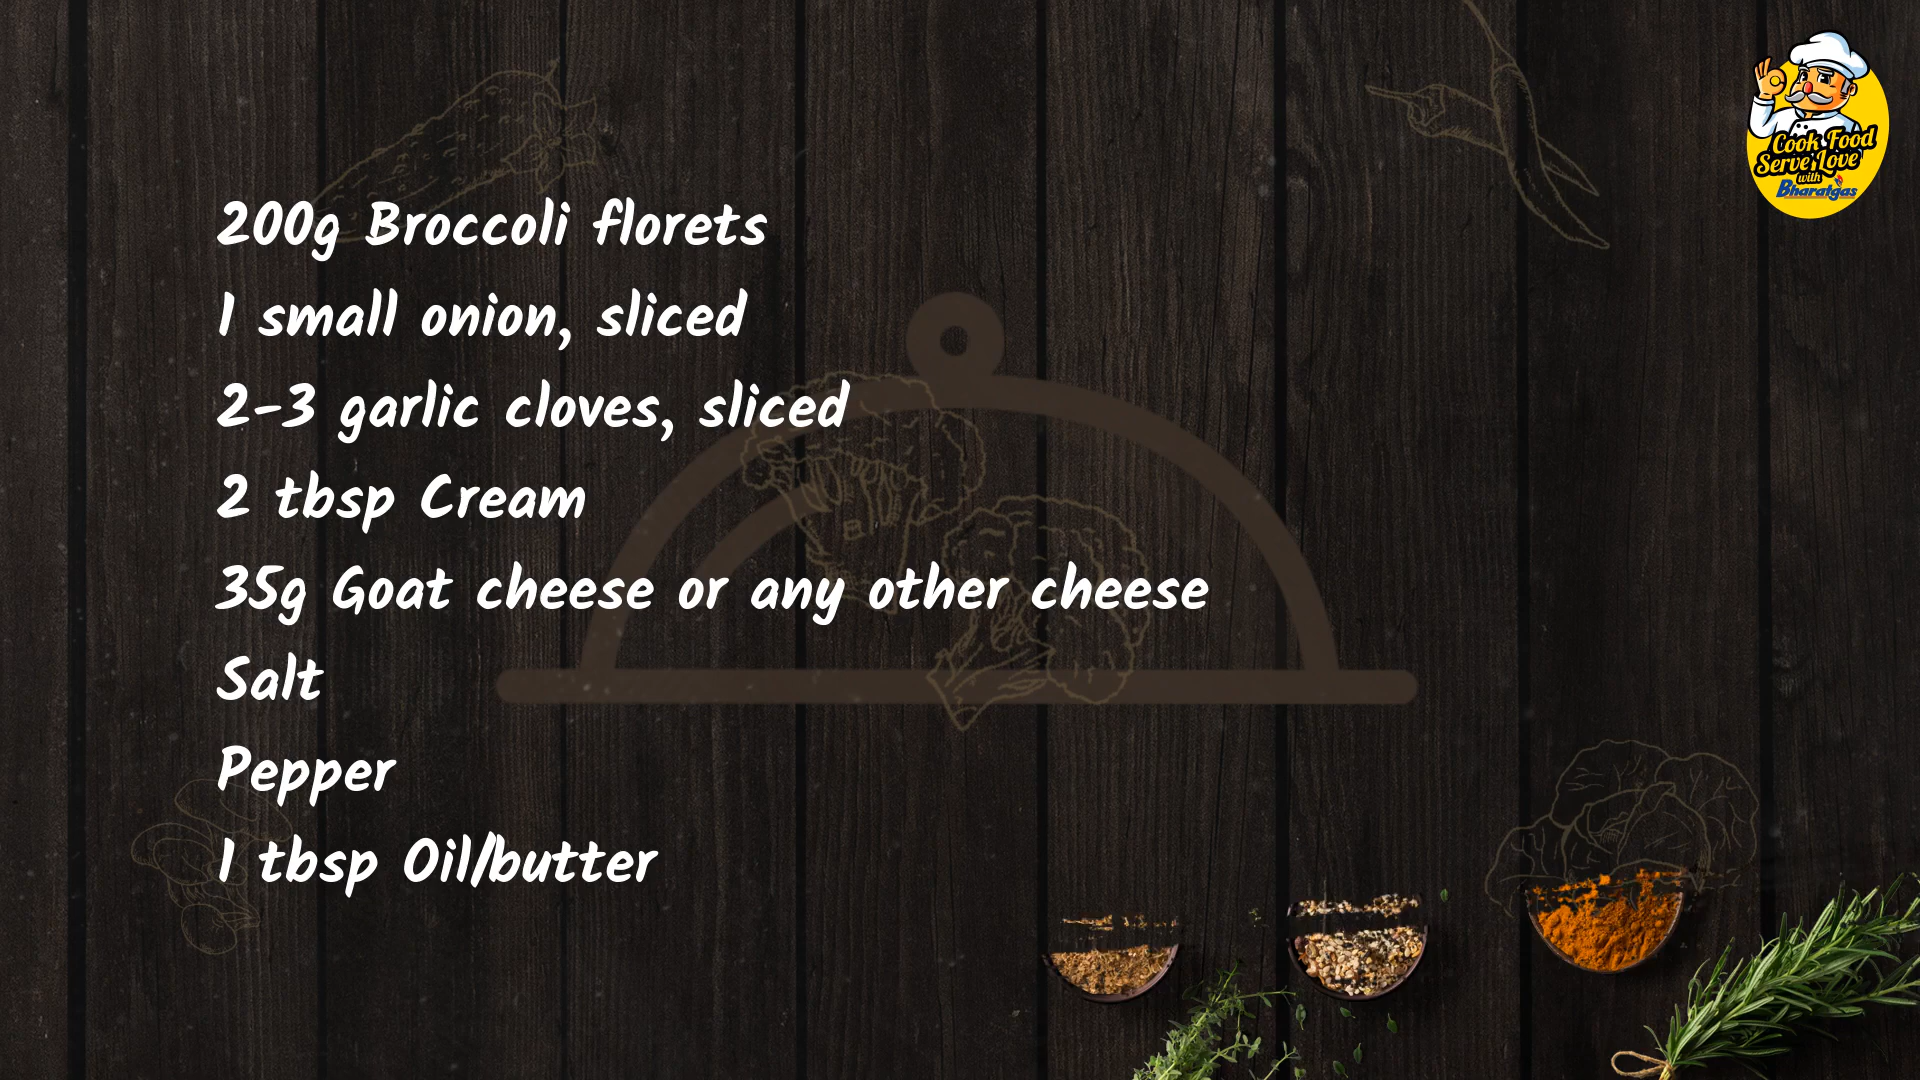 Cook Food
Serve Love
with
Bharatgas
200g Broccoli florets
1 small onion, sliced
2-3 garlic cloves, sliced
2 tbsp Cream
35g Goat cheese or any other cheese
Salt
Pepper
1 tbsp Oil/butter